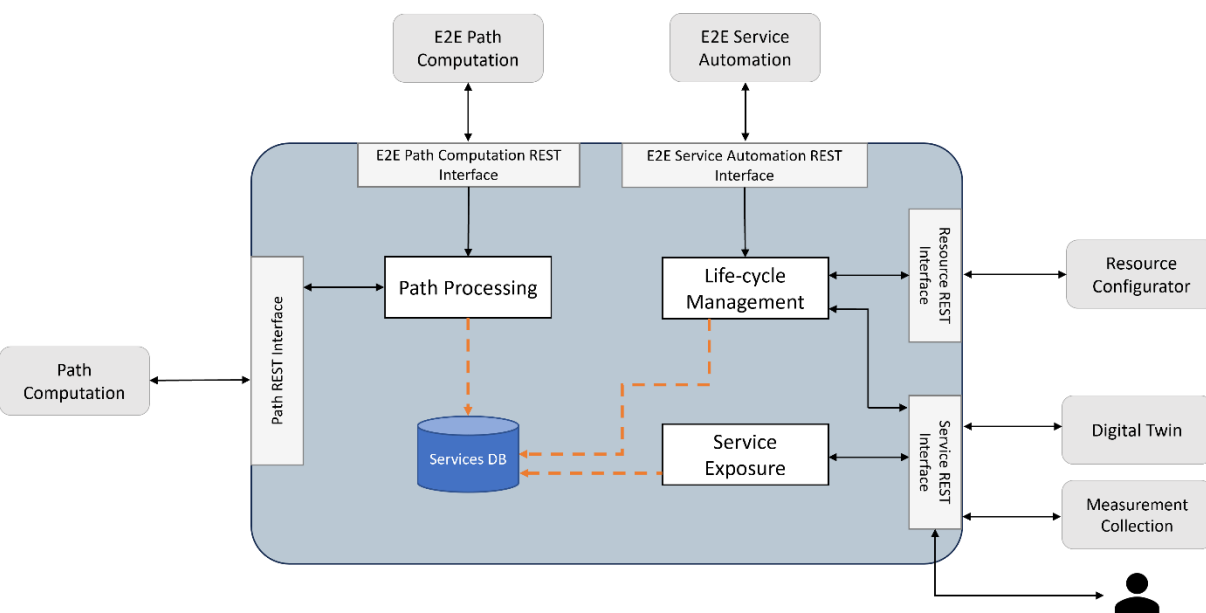 E2E Path
Computation
E2E Service
Automation
E2E Path Computation REST
Interface
E2E Service Automation REST
Interface
Resource REST
Interface
Path Processing
Life-cycle
Management
Resource
Configurator
Path REST Interface
Path
Computation
Services DB
Service
Exposure
Service REST
Interface
Digital Twin
Measurement
Collection